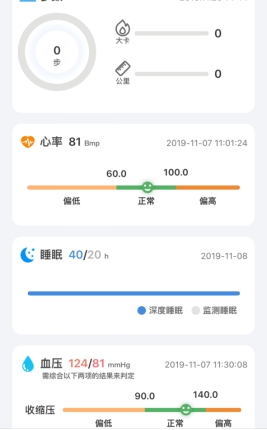 0
步
0
大卡
0
公里
心率 81 Bmp 2019-11-07 11:01:24
60.0 100.0
偏低 正常 偏高
睡眠 40/20 h 2019-11-08
深度睡眠 监测睡眠
血压 124/81 mmHg 2019-11-07 11:30:08
需综合以下两项的结果来判定
90.0 140.0
收缩压
偏低 正常 偏高